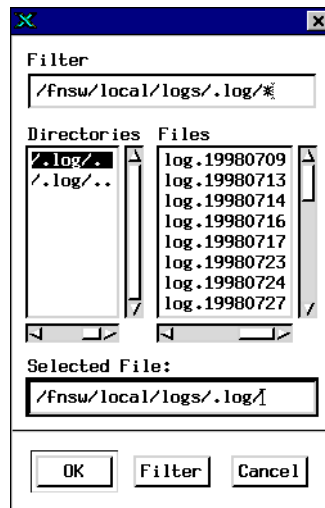 Filter
/fnsw/local/logs/.log/*
Directories Files
/.log/.
/.log/..
log.19980709
log.19980713
log.19980714
log.19980716
log.19980717
log.19980723
log.19980724
log.19980727
Selected File:
/fnsw/local/logs/.log/
OK Filter Cancel